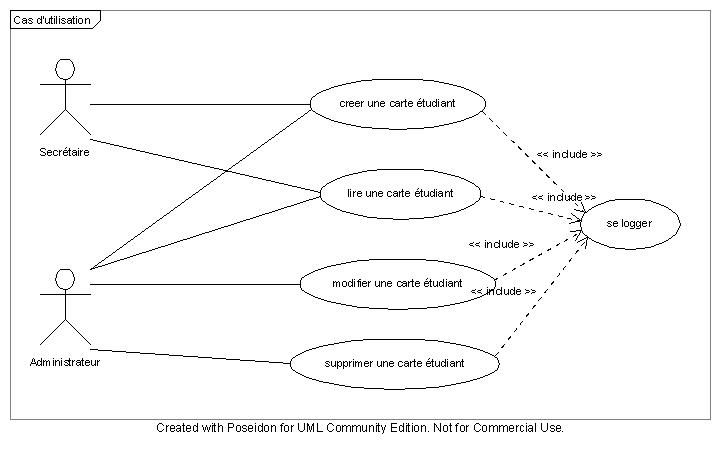 Cas d'utilisation
creer une carte étudiant
Secrétaire
<< include >>
lire une carte étudiant
<< include >>
se logger
<< include >>
modifier une carte étudiant
<< include >>
Administrateur
supprimer une carte étudiant
Created with Poseidon for UML Community Edition. Not for Commercial Use.